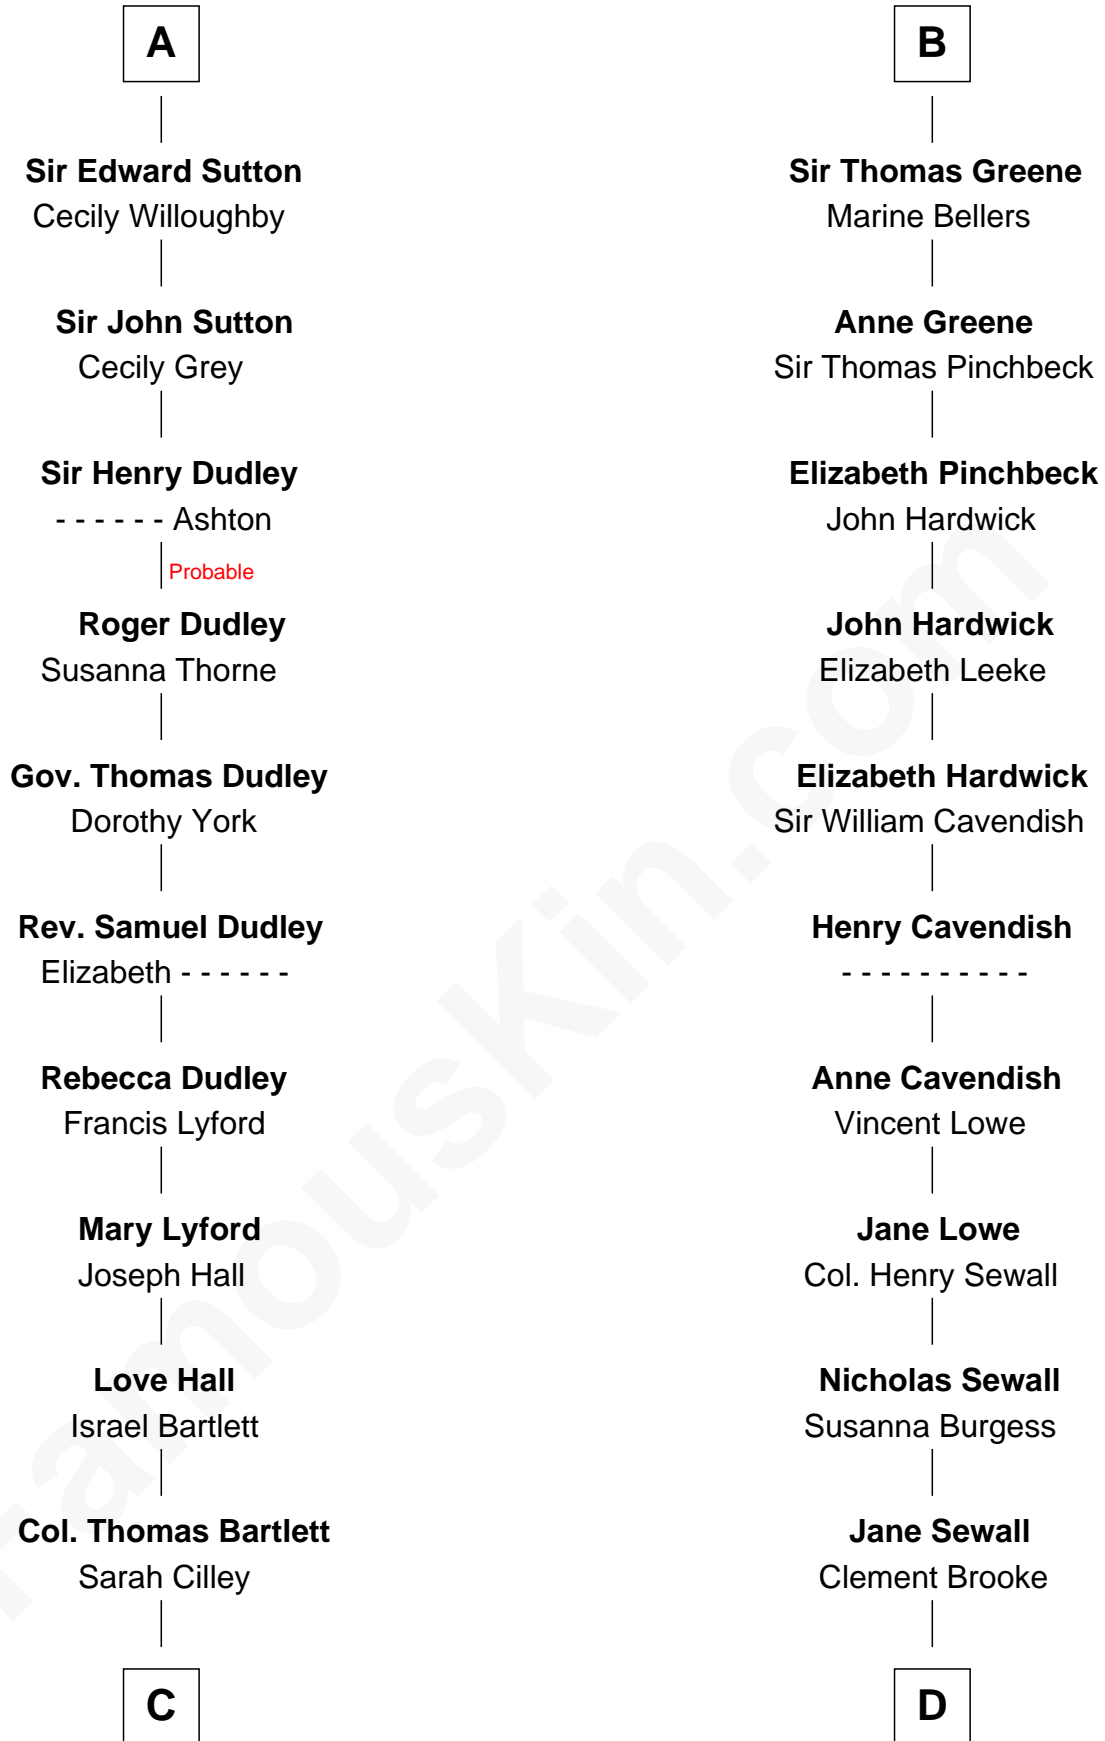 A
Sir Edward Sutton
Cecily Willoughby
Sir John Sutton
Cecily Grey
Sir Henry Dudley
- - - - - - Ashton
Probable
Roger Dudley
Susanna Thorne
Gov. Thomas Dudley
Dorothy York
Rev. Samuel Dudley
Elizabeth - - - - - -
Rebecca Dudley
Francis Lyford
Mary Lyford
Joseph Hall
Love Hall
Israel Bartlett
Col. Thomas Bartlett
Sarah Cilley
C
B
Sir Thomas Greene
Marine Bellers
Anne Greene
Sir Thomas Pinchbeck
Elizabeth Pinchbeck
John Hardwick
John Hardwick
Elizabeth Leeke
Elizabeth Hardwick
Sir William Cavendish
Henry Cavendish
- - - - - - - - - -
Anne Cavendish
Vincent Lowe
Jane Lowe
Col. Henry Sewall
Nicholas Sewall
Susanna Burgess
Jane Sewall
Clement Brooke
D
FamousKin.com